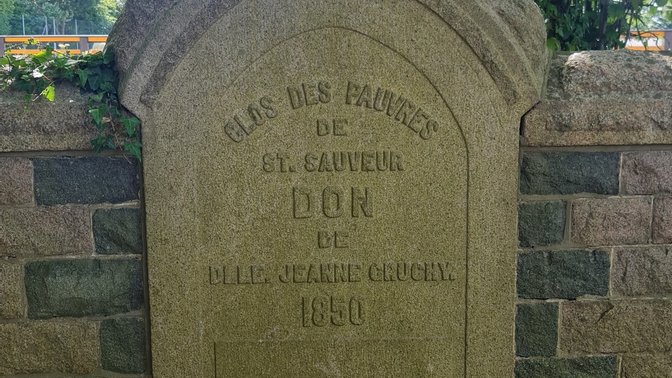 CLOS DES PAUVRES
DE
ST. SAUVEUR
DON
DE
DLLE. JEANNE GRUCHY.
1850